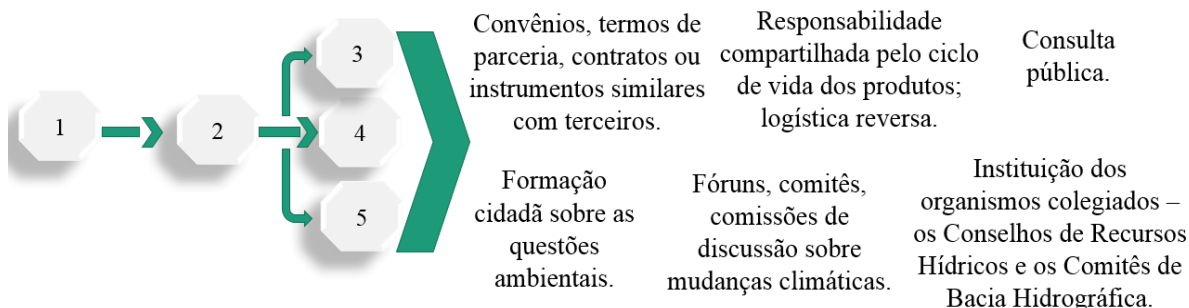 1
2
3
4
5
Convênios, termos de
parceria, contratos ou
instrumentos similares
com terceiros.
Responsabilidade
compartilhada pelo ciclo
de vida dos produtos;
logística reversa.
Consulta
pública.
Formação
cidadã sobre as
questões
ambientais.
Fóruns, comitês,
comissões de
discussão sobre
mudanças climáticas.
Instituição dos
organismos colegiados –
os Conselhos de Recursos
Hídricos e os Comitês de
Bacia Hidrográfica.